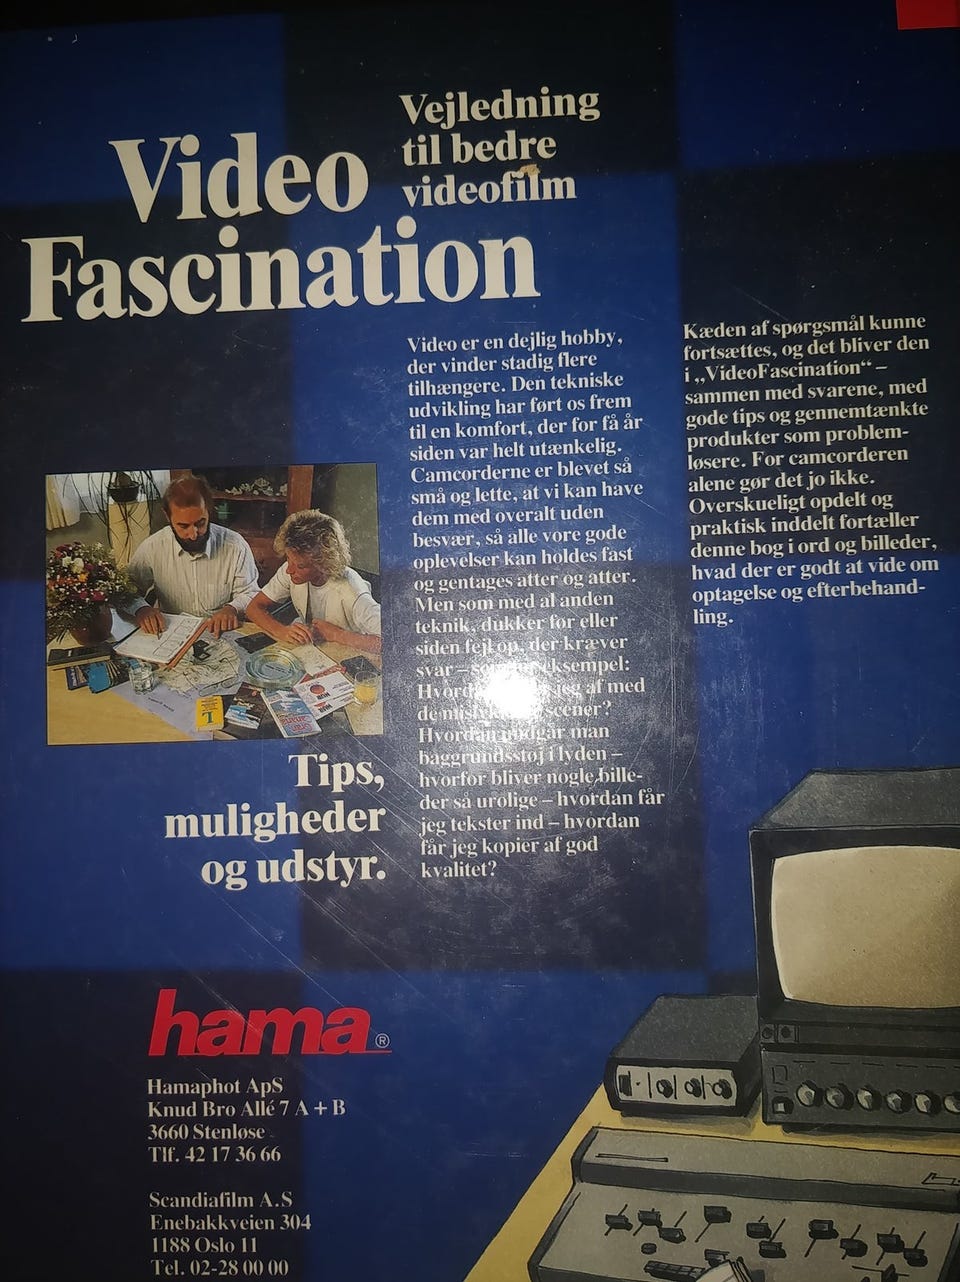 Video
Fascination
Vejledning
til bedre
videofilm
Video er en dejlig hobby,
der vinder stadig flere
tilhængere. Den tekniske
udvikling har ført os frem
til en komfort, der for få år
siden var helt utænkelig.
Camcorderne er blevet så
små og lette, at vi kan have
dem med overalt uden
besvær, så alle vore gode
oplevelser kan holdes fast
og gentages atter og atter.
Men som med al anden
teknik, dukker før eller
siden fejl op, der kræver
svar – eksempel:
jeg af med
scener?
Hvordan undgår man
baggrundsstøj i lyden –
hvorfor bliver nogle bille-
der så urolige – hvordan får
jeg tekster ind – hvordan
får jeg kopier af god
kvalitet?
Kæden af spørgsmål kunne
fortsættes, og det bliver den
i „VideoFascination“ –
sammen med svarene, med
gode tips og gennemtænkte
produkter som problem-
løsere. For camcorderen
alene gør det jo ikke.
Overskueligt opdelt og
praktisk inddelt fortæller
denne bog i ord og billeder,
hvad der er godt at vide om
optagelse og efterbehand-
ling.
Tips,
muligheder
og udstyr.
hama®
Hamaphot ApS
Knud Bro Allé 7 A + B
3660 Stenløse
Tlf. 42 17 36 66
Scandiafilm A.S
Enebakkveien 304
1188 Oslo 11
Tel. 02-28 00 00